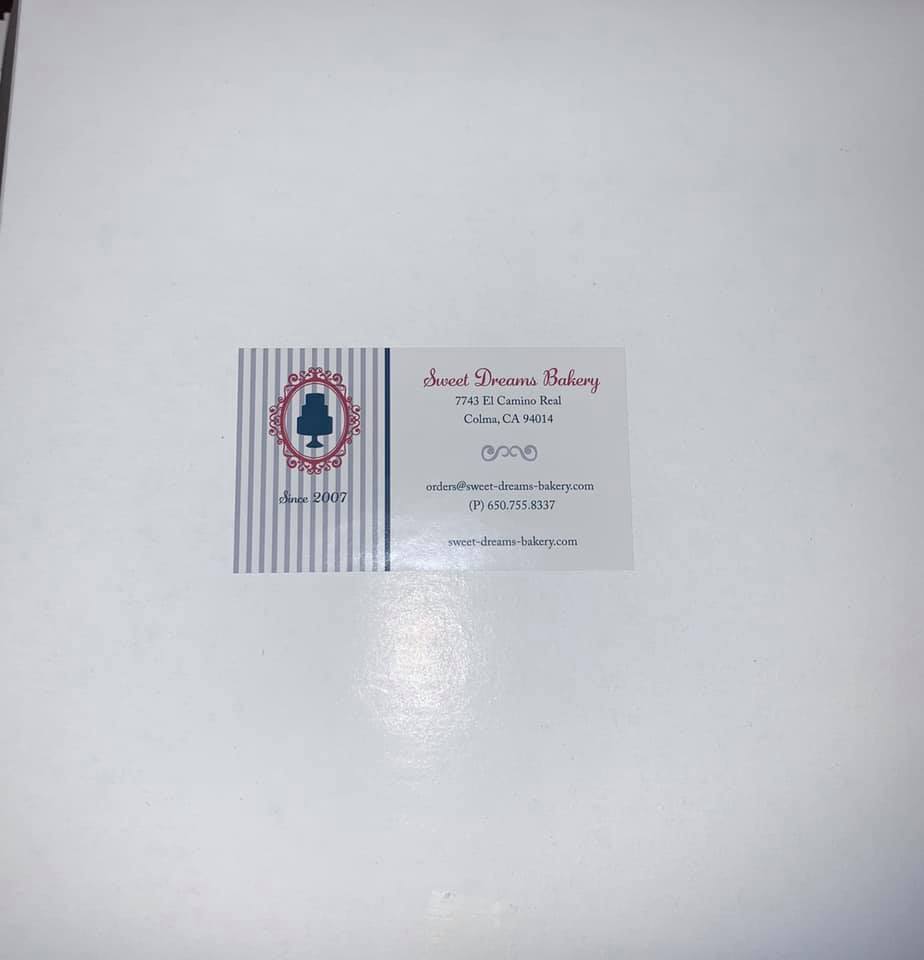 Since 2007
Sweet Dreams Bakery
7743 El Camino Real
Colma, CA 94014
orders@sweet-dreams-bakery.com
(P) 650.755.8337
sweet-dreams-bakery.com